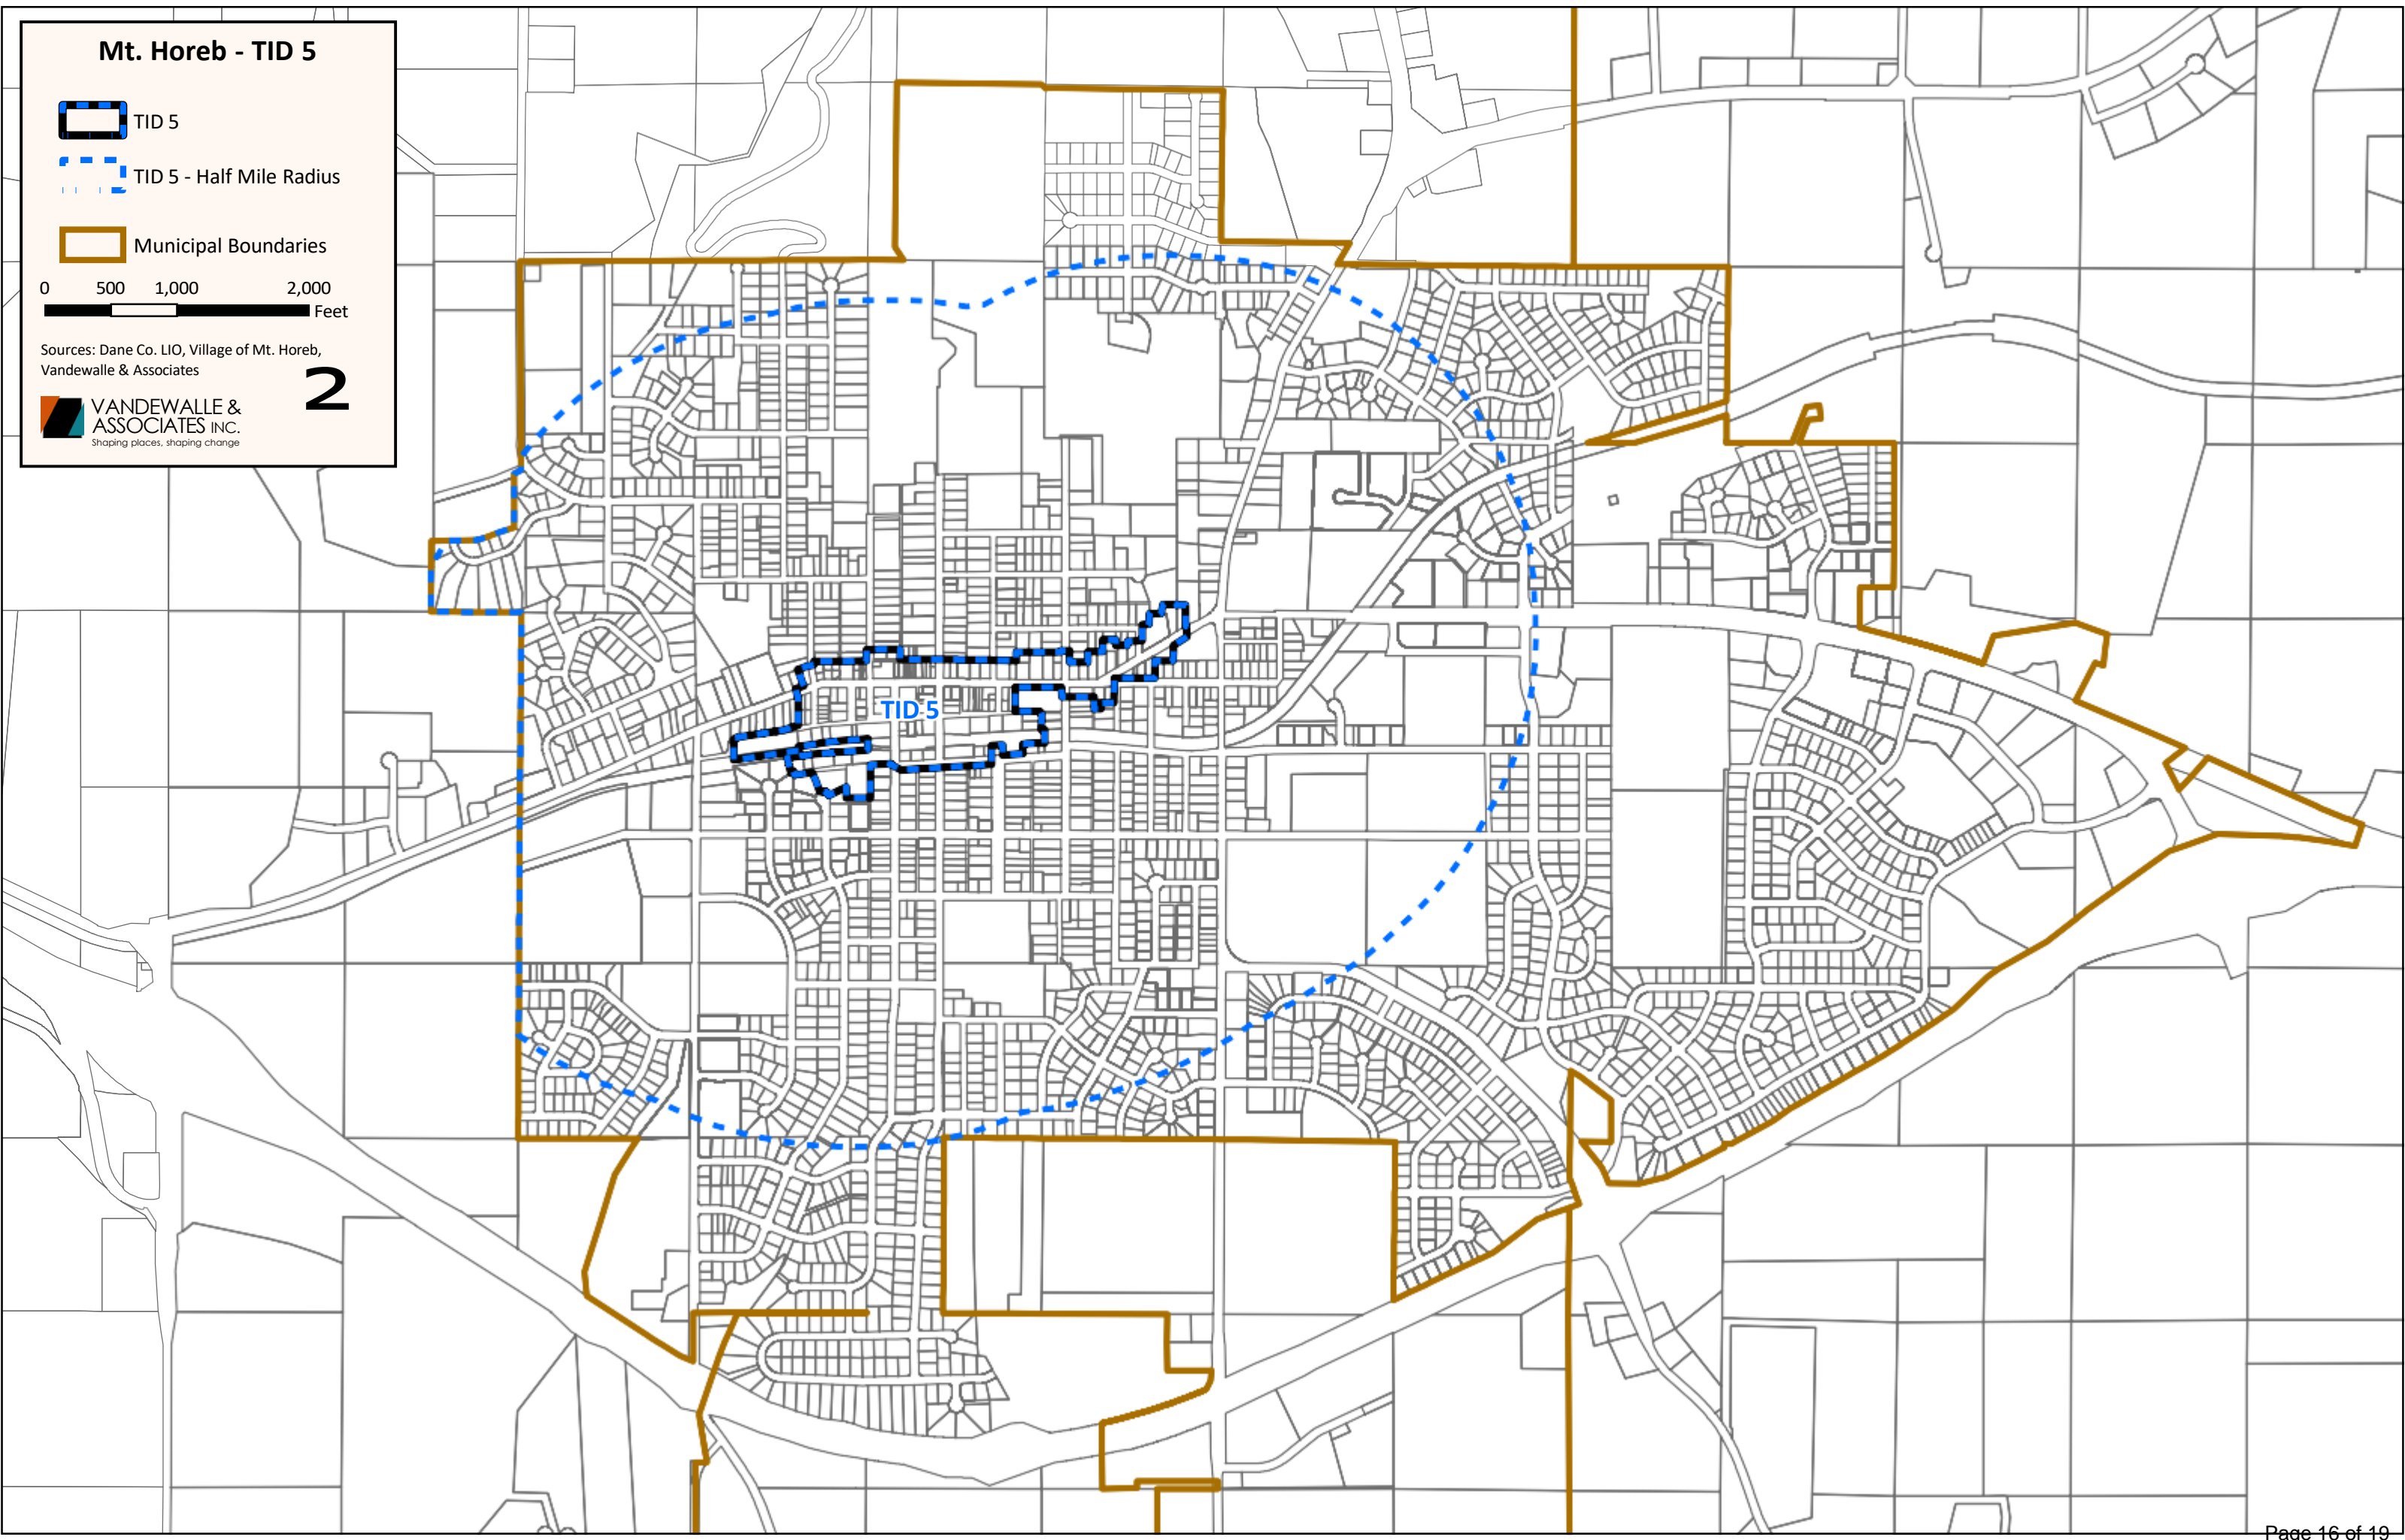 Mt. Horeb - TID 5
TID 5
TID 5 - Half Mile Radius
Municipal Boundaries
0 500 1,000 2,000
Feet
Sources: Dane Co. LIO, Village of Mt. Horeb,
Vandewalle & Associates
2
VANDEWALLE &
ASSOCIATES INC.
Shaping places, shaping change
TID 5
Page 16 of 19